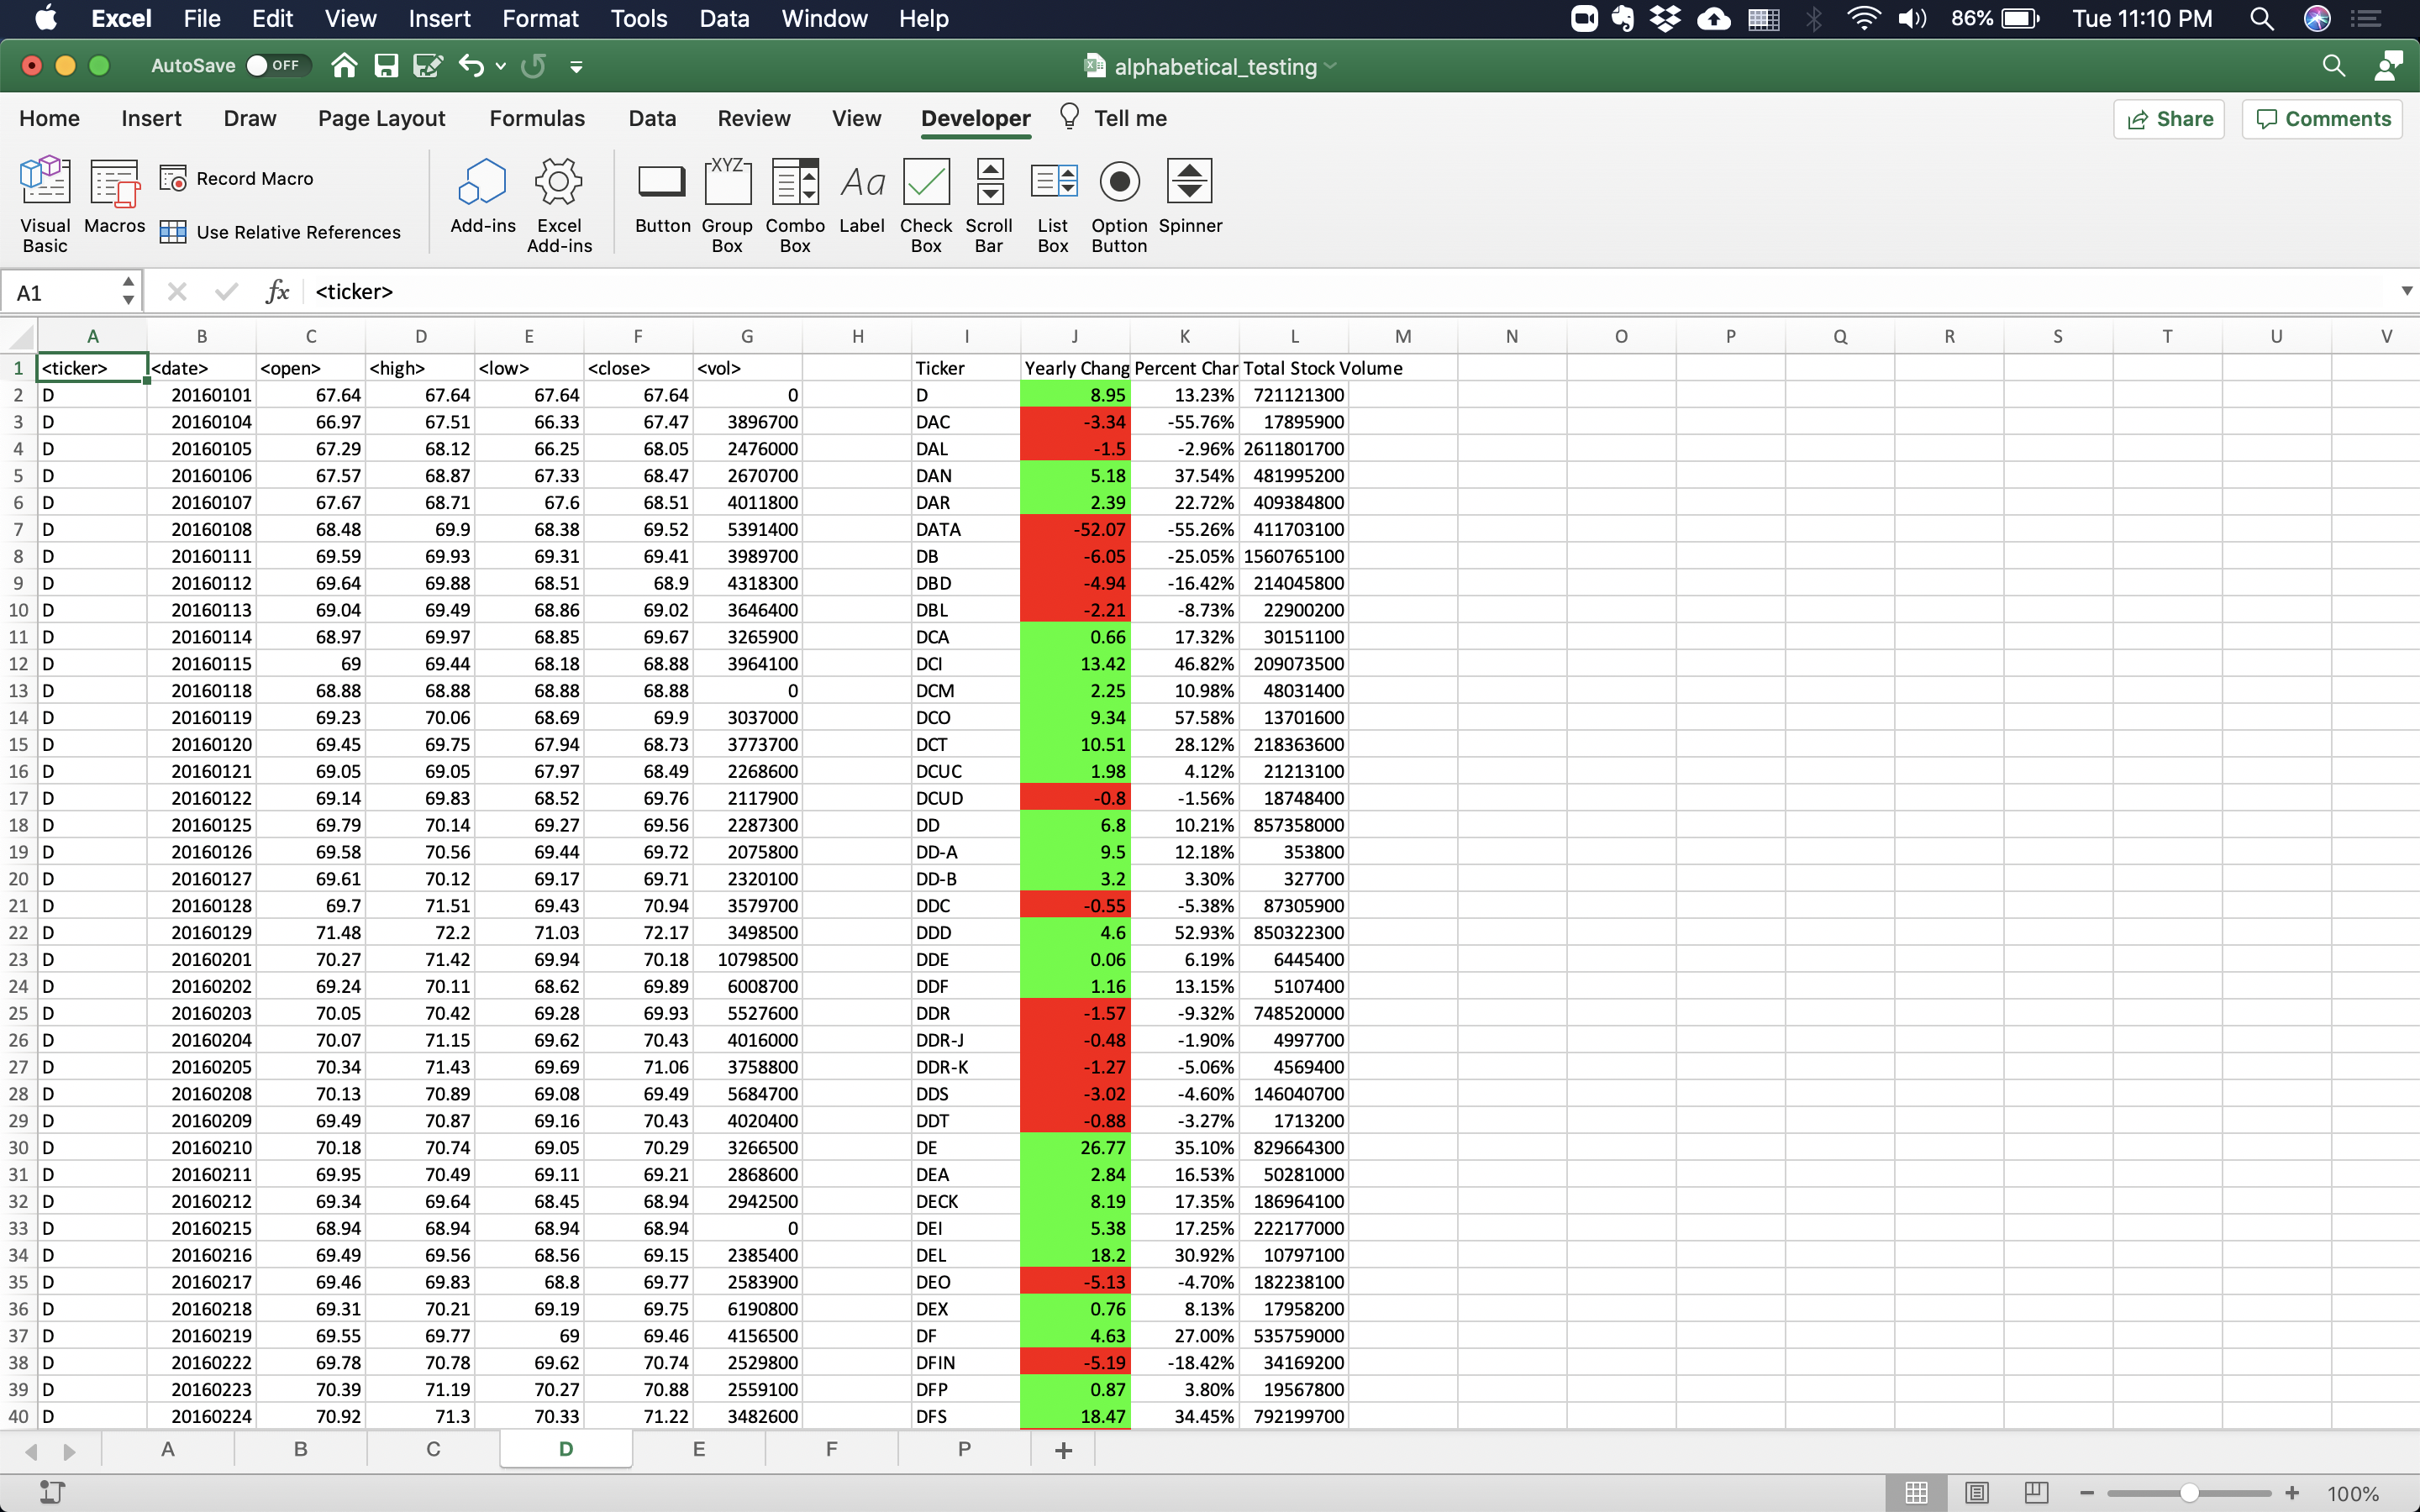 Excel File Edit View Insert Format Tools Data Window Help 86% Tue 11:10 PM
AutoSave OFF alphabetical_testing
Home Insert Draw Page Layout Formulas Data Review View Developer Tell me Share Comments
Visual Basic Macros Record Macro Use Relative References Add-ins Excel Add-ins Button XYZ Group Box Combo Box Aa Label Check Box Scroll Bar List Box Option Button Spinner
A1 fx <ticker>
A B C D E F G H I J K L M N O P Q R S T U V
1 <ticker> <date> <open> <high> <low> <close> <vol> Ticker Yearly Chang Percent Char Total Stock Volume
2 D 20160101 67.64 67.64 67.64 67.64 0 D 8.95 13.23% 721121300
3 D 20160104 66.97 67.51 66.33 67.47 3896700 DAC -3.34 -55.76% 17895900
4 D 20160105 67.29 68.12 66.25 68.05 2476000 DAL -1.5 -2.96% 2611801700
5 D 20160106 67.57 68.87 67.33 68.47 2670700 DAN 5.18 37.54% 481995200
6 D 20160107 67.67 68.71 67.6 68.51 4011800 DAR 2.39 22.72% 409384800
7 D 20160108 68.48 69.9 68.38 69.52 5391400 DATA -52.07 -55.26% 411703100
8 D 20160111 69.59 69.93 69.31 69.41 3989700 DB -6.05 -25.05% 1560765100
9 D 20160112 69.64 69.88 68.51 68.9 4318300 DBD -4.94 -16.42% 214045800
10 D 20160113 69.04 69.49 68.86 69.02 3646400 DBL -2.21 -8.73% 22900200
11 D 20160114 68.97 69.97 68.85 69.67 3265900 DCA 0.66 17.32% 30151100
12 D 20160115 69 69.44 68.18 68.88 3964100 DCI 13.42 46.82% 209073500
13 D 20160118 68.88 68.88 68.88 68.88 0 DCM 2.25 10.98% 48031400
14 D 20160119 69.23 70.06 68.69 69.9 3037000 DCO 9.34 57.58% 13701600
15 D 20160120 69.45 69.75 67.94 68.73 3773700 DCT 10.51 28.12% 218363600
16 D 20160121 69.05 69.05 67.97 68.49 2268600 DCUC 1.98 4.12% 21213100
17 D 20160122 69.14 69.83 68.52 69.76 2117900 DCUD -0.8 -1.56% 18748400
18 D 20160125 69.79 70.14 69.27 69.56 2287300 DD 6.8 10.21% 857358000
19 D 20160126 69.58 70.56 69.44 69.72 2075800 DD-A 9.5 12.18% 353800
20 D 20160127 69.61 70.12 69.17 69.71 2320100 DD-B 3.2 3.30% 327700
21 D 20160128 69.7 71.51 69.43 70.94 3579700 DDC -0.55 -5.38% 87305900
22 D 20160129 71.48 72.2 71.03 72.17 3498500 DDD 4.6 52.93% 850322300
23 D 20160201 70.27 71.42 69.94 70.18 10798500 DDE 0.06 6.19% 6445400
24 D 20160202 69.24 70.11 68.62 69.89 6008700 DDF 1.16 13.15% 5107400
25 D 20160203 70.05 70.42 69.28 69.93 5527600 DDR -1.57 -9.32% 748520000
26 D 20160204 70.07 71.15 69.62 70.43 4016000 DDR-J -0.48 -1.90% 4997700
27 D 20160205 70.34 71.43 69.69 71.06 3758800 DDR-K -1.27 -5.06% 4569400
28 D 20160208 70.13 70.89 69.08 69.49 5684700 DDS -3.02 -4.60% 146040700
29 D 20160209 69.49 70.87 69.16 70.43 4020400 DDT -0.88 -3.27% 1713200
30 D 20160210 70.18 70.74 69.05 70.29 3266500 DE 26.77 35.10% 829664300
31 D 20160211 69.95 70.49 69.11 69.21 2868600 DEA 2.84 16.53% 50281000
32 D 20160212 69.34 69.64 68.45 68.94 2942500 DECK 8.19 17.35% 186964100
33 D 20160215 68.94 68.94 68.94 68.94 0 DEI 5.38 17.25% 222177000
34 D 20160216 69.49 69.56 68.56 69.15 2385400 DEL 18.2 30.92% 10797100
35 D 20160217 69.46 69.83 68.8 69.77 2583900 DEO -5.13 -4.70% 182238100
36 D 20160218 69.31 70.21 69.19 69.75 6190800 DEX 0.76 8.13% 17958200
37 D 20160219 69.55 69.77 69 69.46 4156500 DF 4.63 27.00% 535759000
38 D 20160222 69.78 70.78 69.62 70.74 2529800 DFIN -5.19 -18.42% 34169200
39 D 20160223 70.39 71.19 70.27 70.88 2559100 DFP 0.87 3.80% 19567800
40 D 20160224 70.92 71.3 70.33 71.22 3482600 DFS 18.47 34.45% 792199700
A B C D E F P +
100%